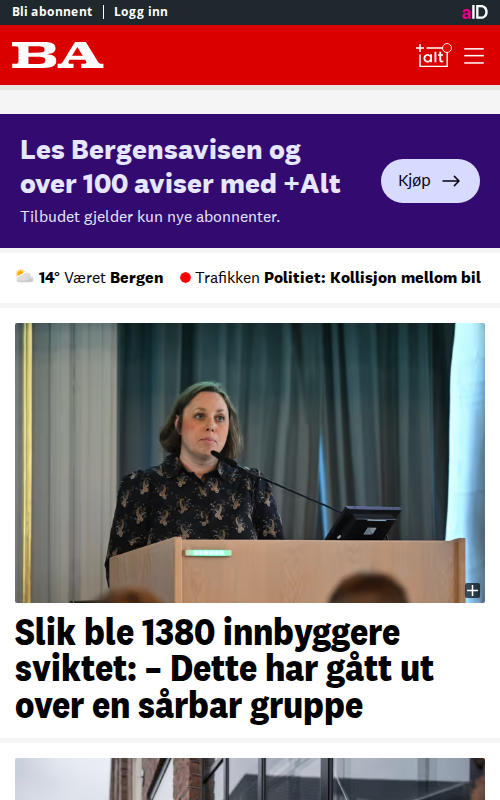 Bli abonnent | Logg inn
aID
BA
+alt
Les Bergensavisen og
over 100 aviser med +Alt
Kjøp →
Tilbudet gjelder kun nye abonnenter.
14° Været Bergen
Trafikken Politiet: Kollisjon mellom bil
Slik ble 1380 innbyggere
sviktet: – Dette har gått ut
over en sårbar gruppe